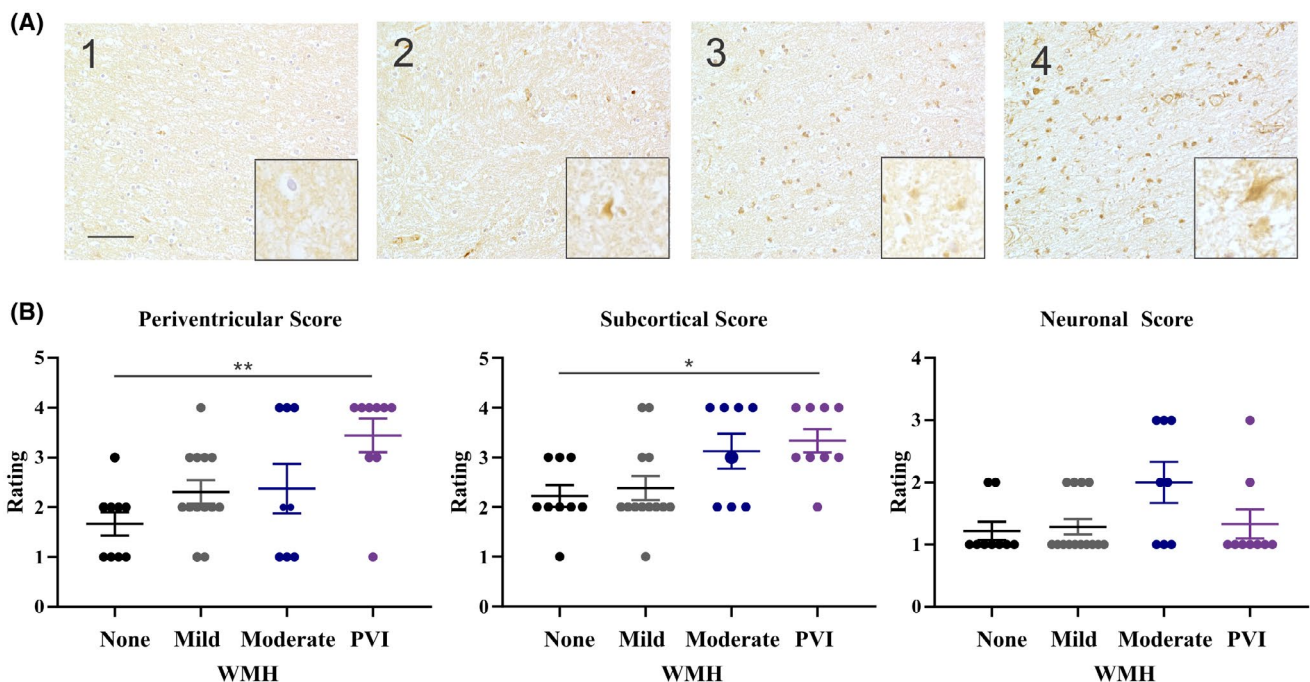 (A)
1
2
3
4
(B)
Periventricular Score
Subcortical Score
Neuronal Score
Rating
5
4
3
2
1
0
**
None
Mild
Moderate
PVI
WMH
Rating
5
4
3
2
1
0
*
None
Mild
Moderate
PVI
WMH
Rating
4
3
2
1
0
None
Mild
Moderate
PVI
WMH